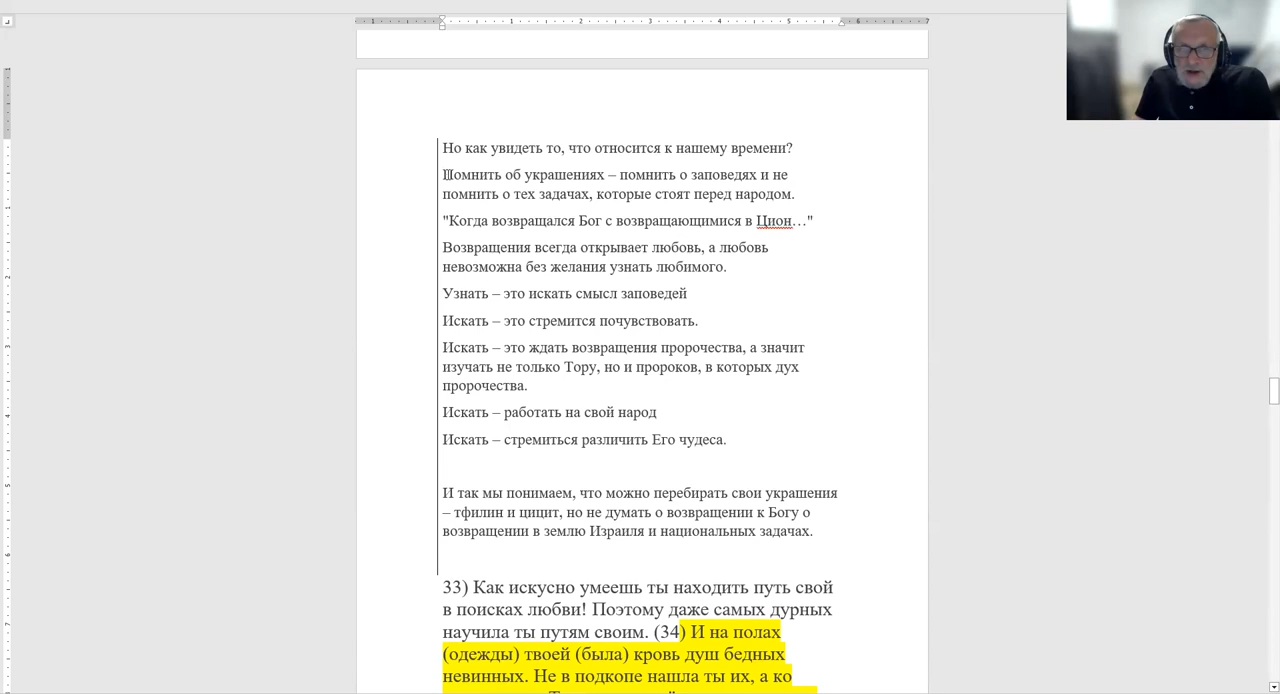 Но как увидеть то, что относится к нашему времени?
Помнить об украшениях – помнить о заповедях и не
помнить о тех задачах, которые стоят перед народом.
"Когда возвращался Бог с возвращающимися в Цион…"
Возвращения всегда открывает любовь, а любовь
невозможна без желания узнать любимого.
Узнать – это искать смысл заповедей
Искать – это стремится почувствовать.
Искать – это ждать возвращения пророчества, а значит
изучать не только Тору, но и пророков, в которых дух
пророчества.
Искать – работать на свой народ
Искать – стремиться различить Его чудеса.
И так мы понимаем, что можно перебирать свои украшения
– тфилин и цицит, но не думать о возвращении к Богу о
возвращении в землю Израиля и национальных задачах.
33) Как искусно умеешь ты находить путь свой
в поисках любви! Поэтому даже самых дурных
научила ты путям своим. (34) И на полах
(одежды) твоей (была) кровь душ бедных
невинных. Не в подкопе нашла ты их, а ко